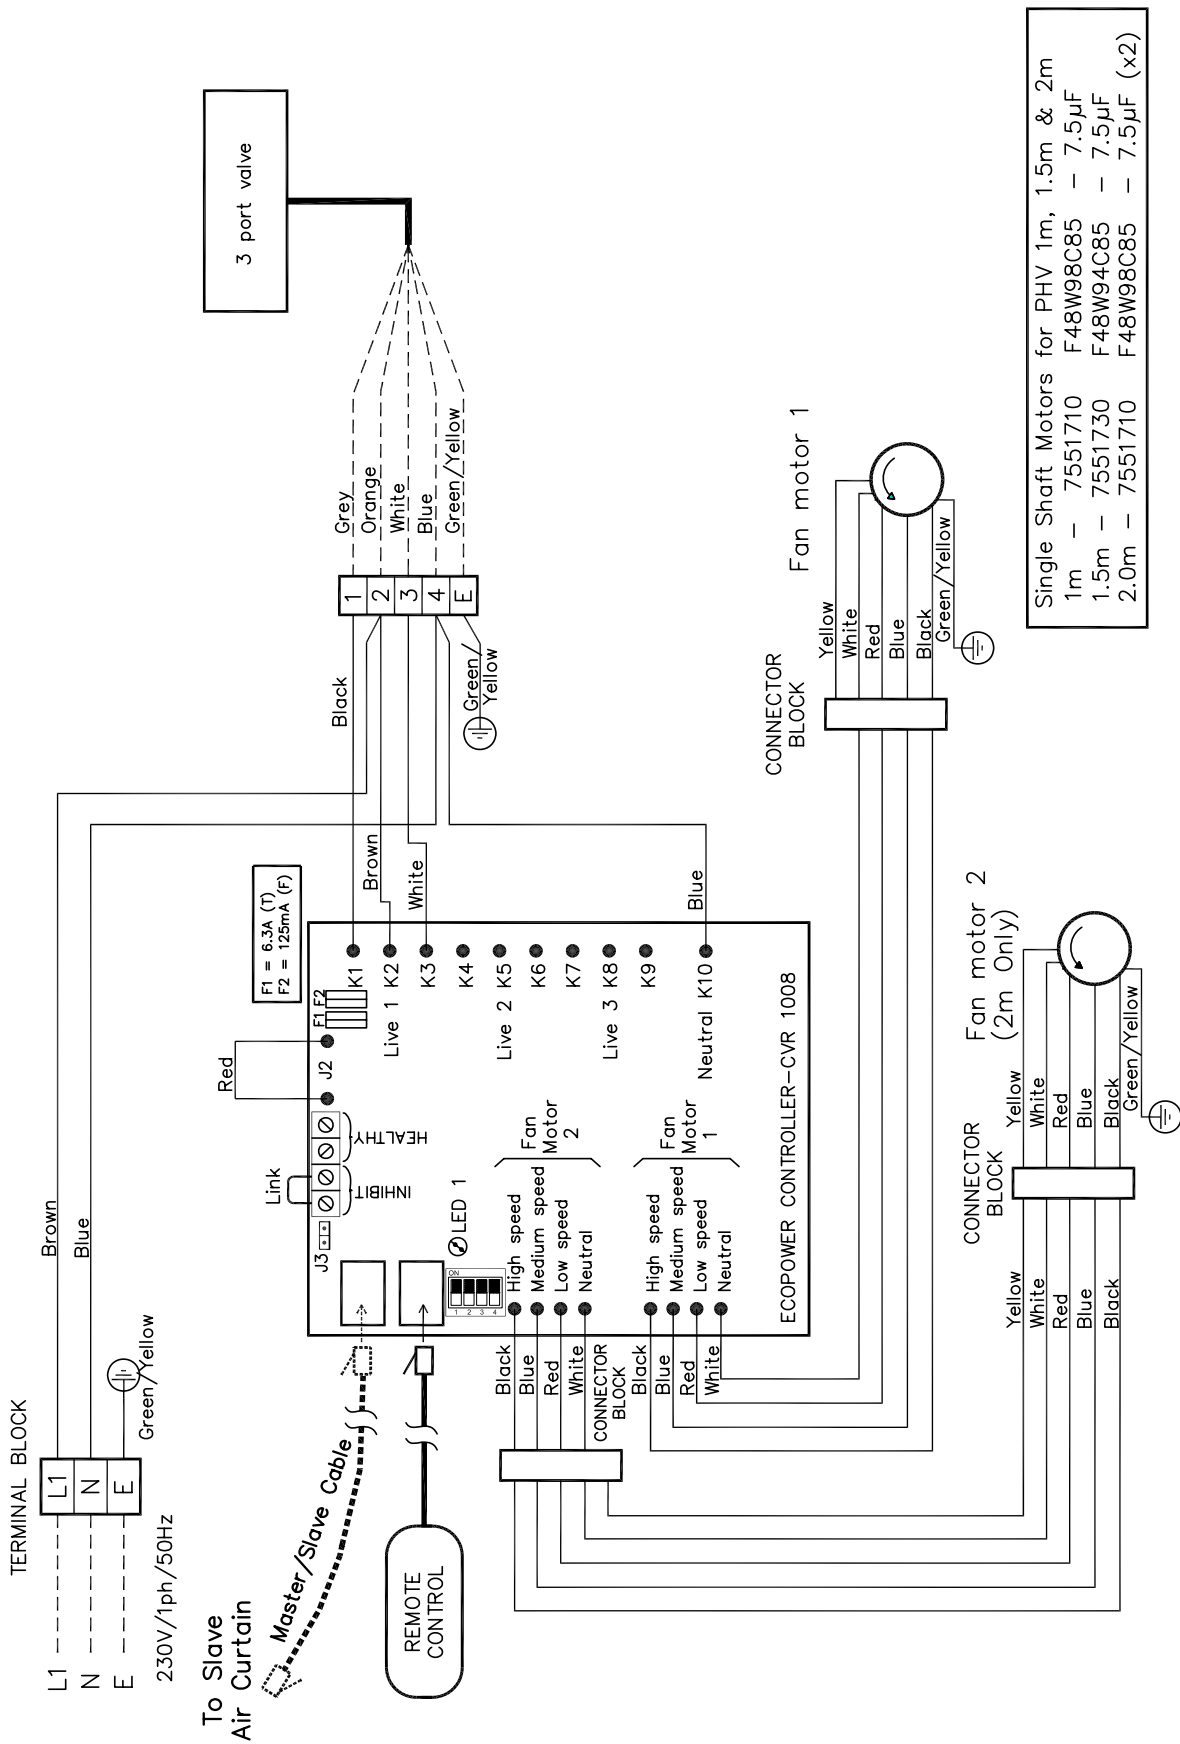 TERMINAL BLOCK
L1
N
E
L1
N
E
230V/1ph/50Hz
Green/Yellow
Brown
Blue
To Slave
Air Curtain
Master/Slave Cable
REMOTE
CONTROL
Red
Link
J3
INHIBIT
HEALTHY
J2
F1
F2
F1 = 6.3A (T)
F2 = 125mA (F)
LED 1
ON
1
2
3
4
K1
Live 1 K2
K3
K4
Live 2 K5
K6
K7
Live 3 K8
K9
Neutral K10
High speed
Medium speed
Low speed
Neutral
Fan
Motor
2
High speed
Medium speed
Low speed
Neutral
Fan
Motor
1
ECOPOWER CONTROLLER-CVR 1008
Black
Brown
White
Blue
Green/
Yellow
1
2
3
4
E
Grey
Orange
White
Blue
Green/Yellow
3 port valve
Black
Blue
Red
White
CONNECTOR
BLOCK
Black
Blue
Red
White
CONNECTOR
BLOCK
Yellow
White
Red
Blue
Black
Green/Yellow
Fan motor 1
Yellow
White
Red
Blue
Black
CONNECTOR
BLOCK
Yellow
White
Red
Blue
Black
Green/Yellow
Fan motor 2
(2m Only)
Single Shaft Motors for PHV 1m, 1.5m & 2m
1m – 7551710 F48W98C85 – 7.5µF
1.5m – 7551730 F48W94C85 – 7.5µF
2.0m – 7551710 F48W98C85 – 7.5µF (x2)